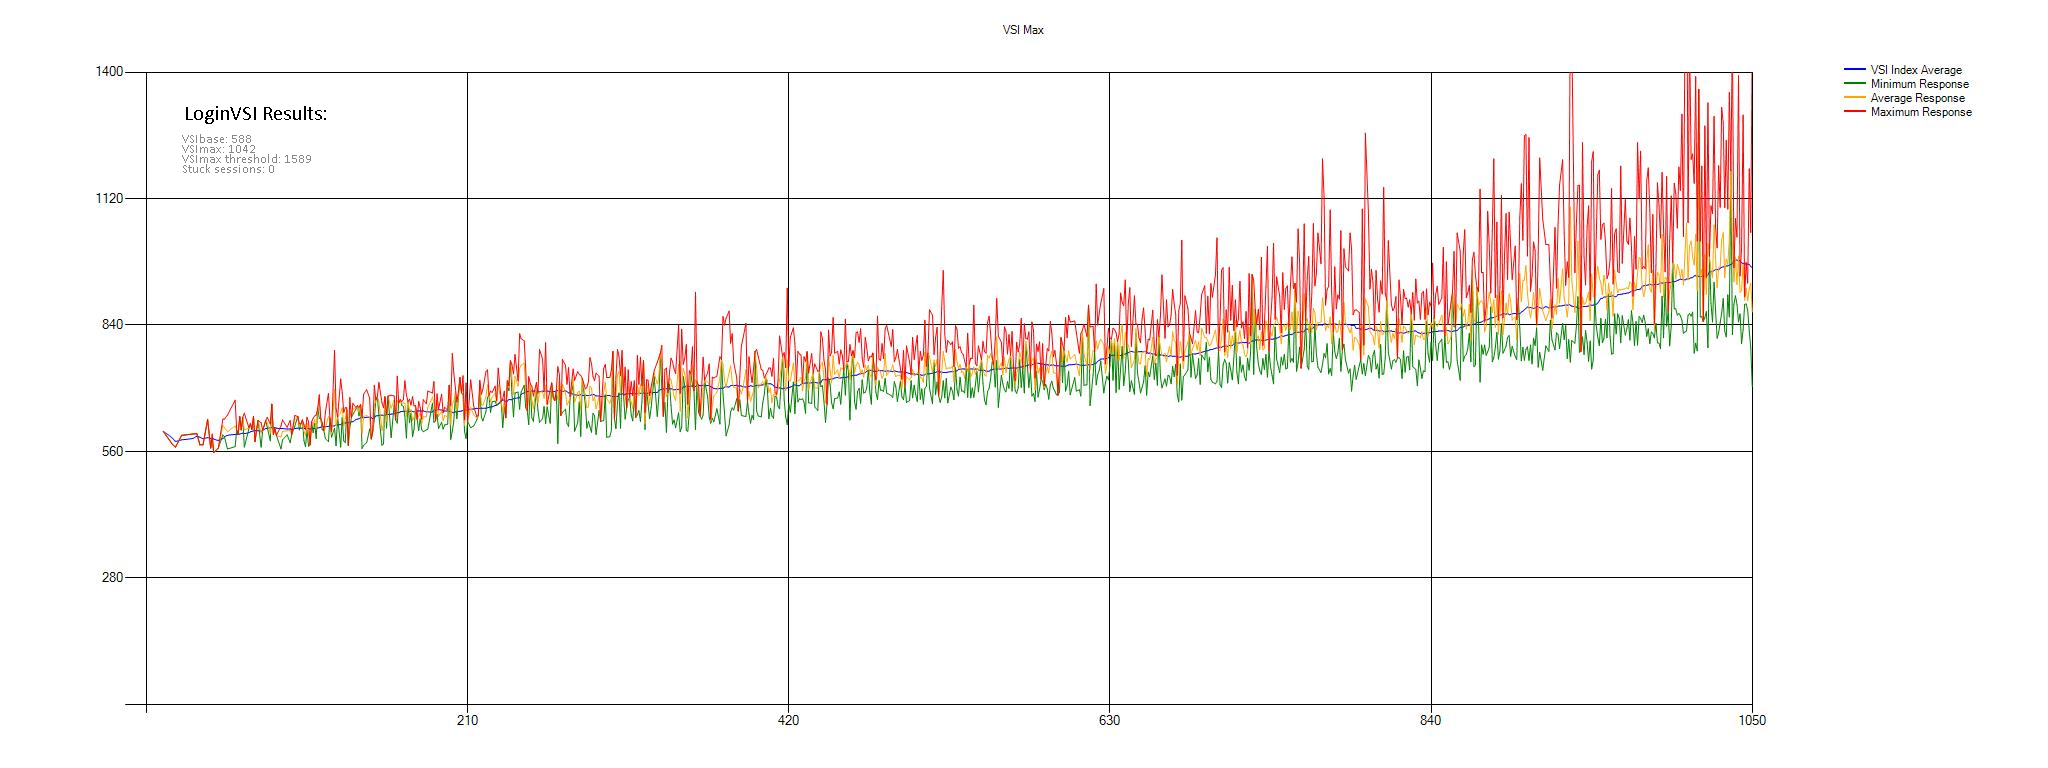 VSI Max
1400
1120
840
560
280
LoginVSI Results:
VSIbase: 588
VSImax: 1042
VSImax threshold: 1589
Stuck sessions: 0
VSI Index Average
Minimum Response
Average Response
Maximum Response
210
420
630
840
1050